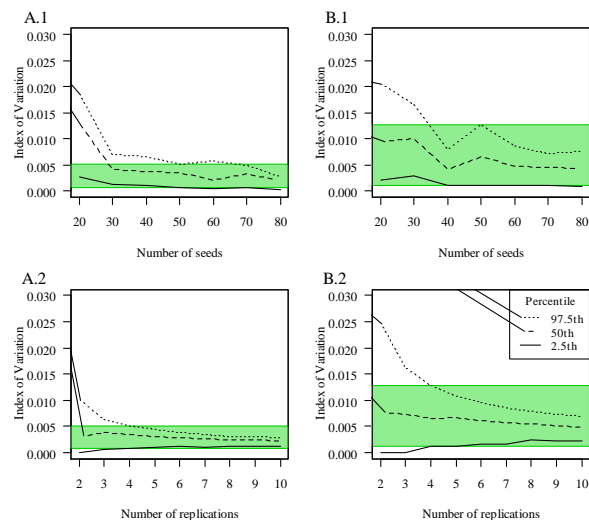 A.1
0.030
0.025
0.020
0.015
0.010
0.005
0.000
Index of Variation
20 30 40 50 60 70 80
Number of seeds
B.1
0.030
0.025
0.020
0.015
0.010
0.005
0.000
Index of Variation
20 30 40 50 60 70 80
Number of seeds
A.2
0.030
0.025
0.020
0.015
0.010
0.005
0.000
Index of Variation
2 3 4 5 6 7 8 9 10
Number of replications
B.2
0.030
0.025
0.020
0.015
0.010
0.005
0.000
Index of Variation
Percentile
97.5th
50th
2.5th
2 3 4 5 6 7 8 9 10
Number of replications